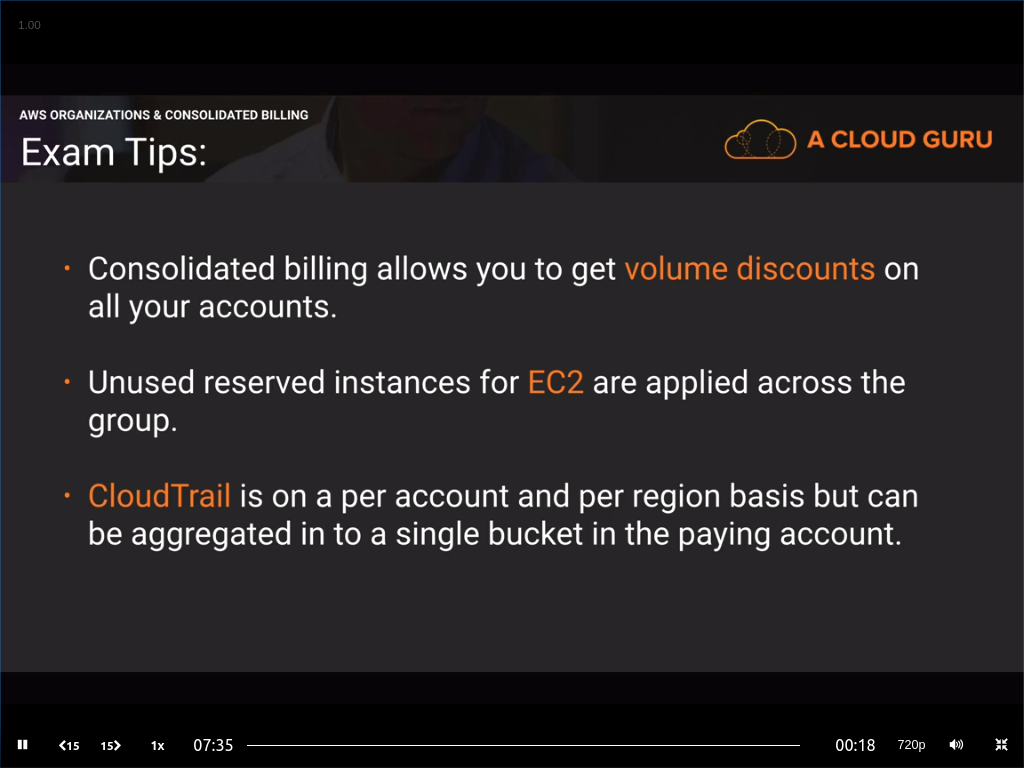 1.00
AWS ORGANIZATIONS & CONSOLIDATED BILLING
Exam Tips:
A CLOUD GURU
• Consolidated billing allows you to get volume discounts on
all your accounts.
• Unused reserved instances for EC2 are applied across the
group.
• CloudTrail is on a per account and per region basis but can
be aggregated in to a single bucket in the paying account.
15 15 1x 07:35 00:18 720p